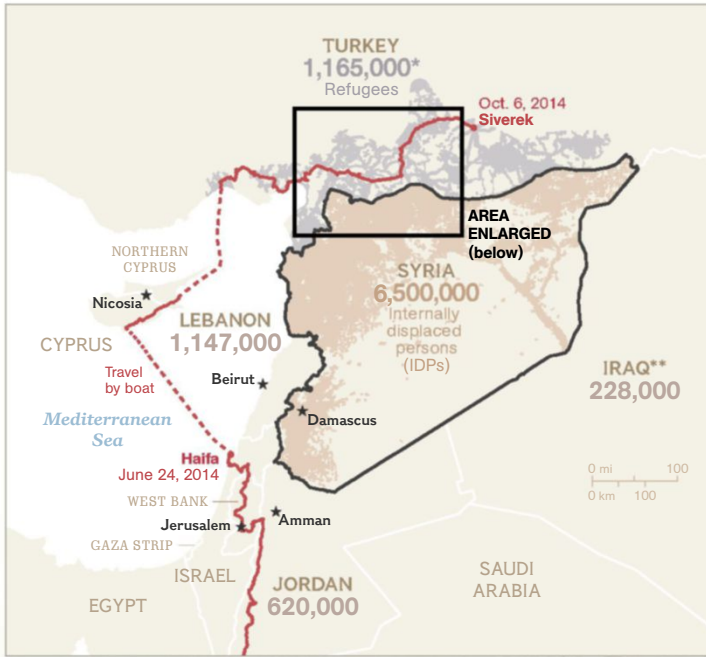 TURKEY
1,165,000*
Refugees
Oct. 6, 2014
Siverek
AREA
ENLARGED
(below)
NORTHERN
CYPRUS
Nicosia
CYPRUS
LEBANON
1,147,000
SYRIA
6,500,000
Internally
displaced
persons
(IDPs)
IRAQ**
228,000
Travel
by boat
Beirut
Damascus
Mediterranean
Sea
Haifa
June 24, 2014
0 mi 100
0 km 100
WEST BANK
Jerusalem
Amman
GAZA STRIP
ISRAEL
JORDAN
620,000
EGYPT
SAUDI
ARABIA